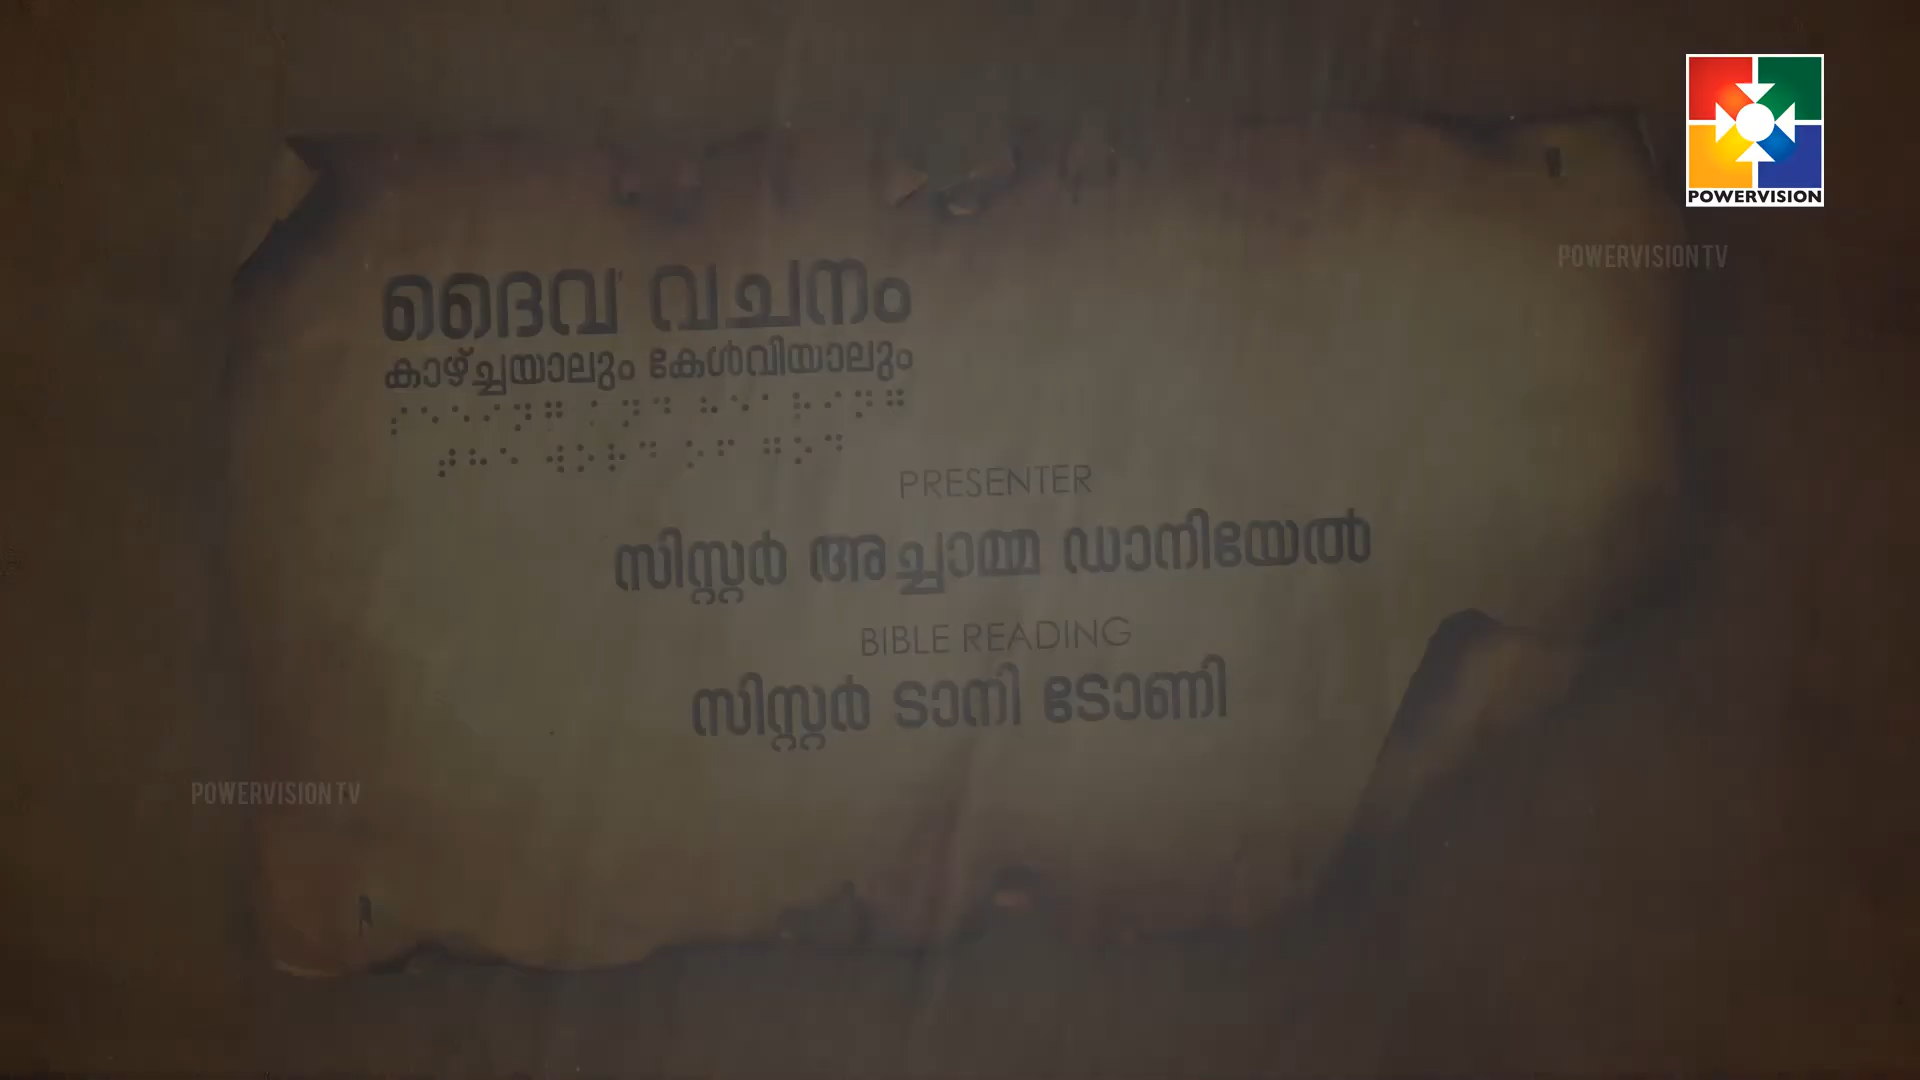 POWERVISION
POWERVISION TV
ദൈവ വചനം
കാഴ്ച്ചയാലും കേൾവിയാലും
PRESENTER
സിസ്റ്റർ അച്ചാമ്മ ഡാനിയേൽ
BIBLE READING
സിസ്റ്റർ ടാനി ടോണി
POWERVISION TV